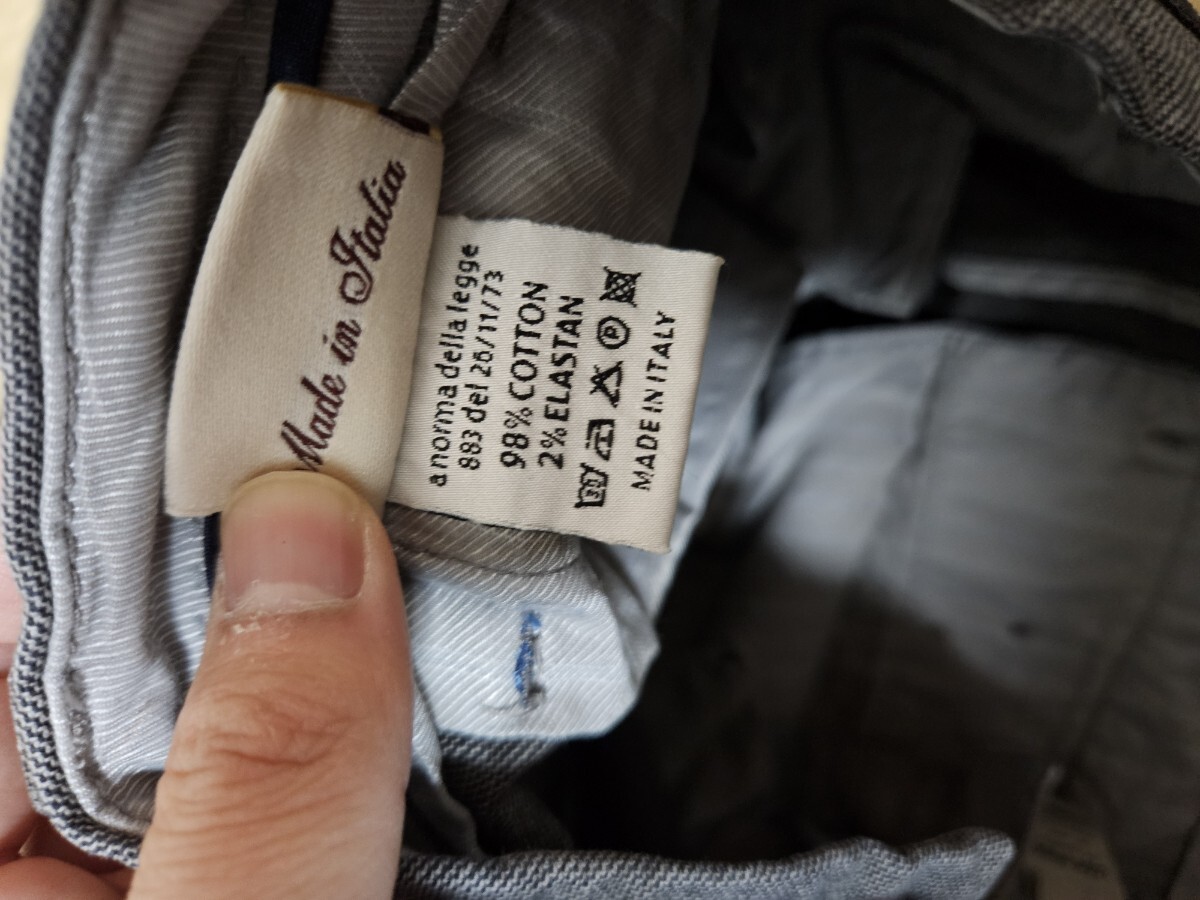 Made in Italia
a norma della legge
883 del 26/11/73
98% COTTON
2% ELASTAN
P
MADE IN ITALY